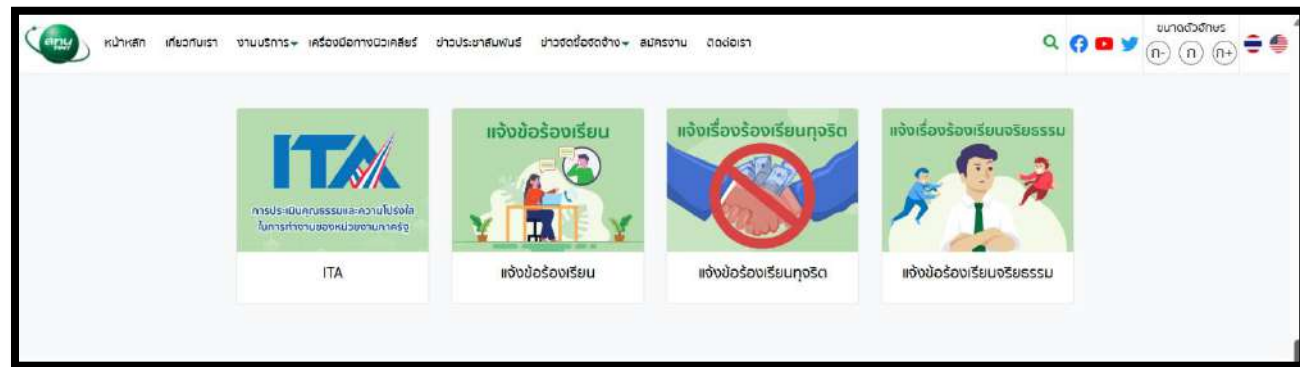 สทน
TINT
หน้าหลัก เกี่ยวกับเรา งานบริการ เครื่องมือทางนิวเคลียร์ ข่าวประชาสัมพันธ์ ข่าวจัดซื้อจัดจ้าง สมัครงาน ติดต่อเรา
ขนาดตัวอักษร
ก- ก ก+
ITA
การประเมินคุณธรรมและความโปร่งใส
ในการทำงานของหน่วยงานภาครัฐ
ITA
แจ้งข้อร้องเรียน
แจ้งข้อร้องเรียน
แจ้งเรื่องร้องเรียนทุจริต
แจ้งข้อร้องเรียนทุจริต
แจ้งเรื่องร้องเรียนจริยธรรม
แจ้งข้อร้องเรียนจริยธรรม